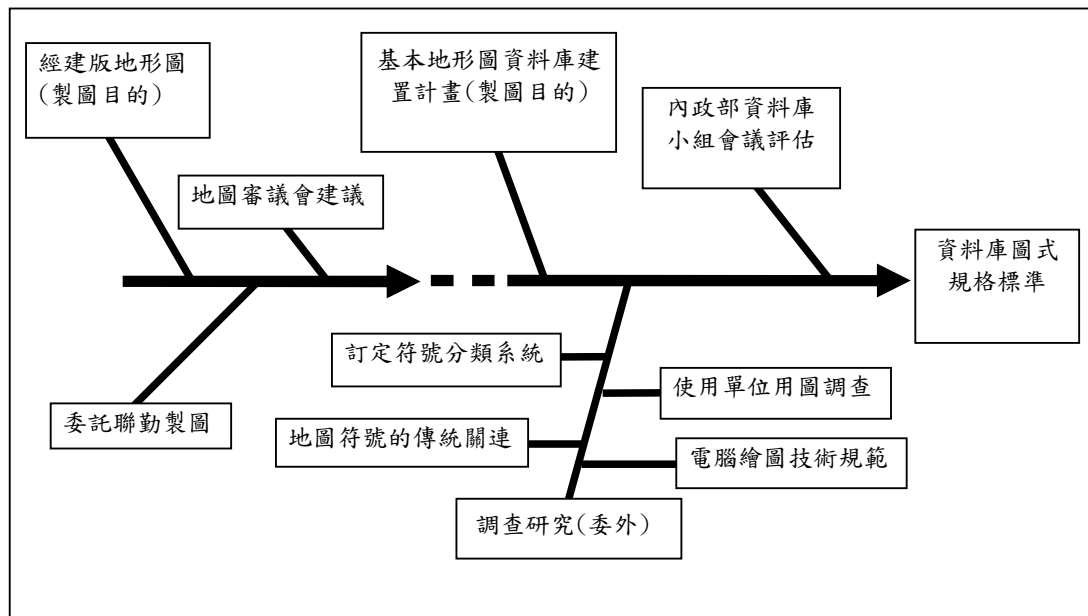 經建版地形圖
(製圖目的)
基本地形圖資料庫建
置計畫(製圖目的)
內政部資料庫
小組會議評估
地圖審議會建議
資料庫圖式
規格標準
訂定符號分類系統
使用單位用圖調查
委託聯勤製圖
地圖符號的傳統關連
電腦繪圖技術規範
調查研究(委外)